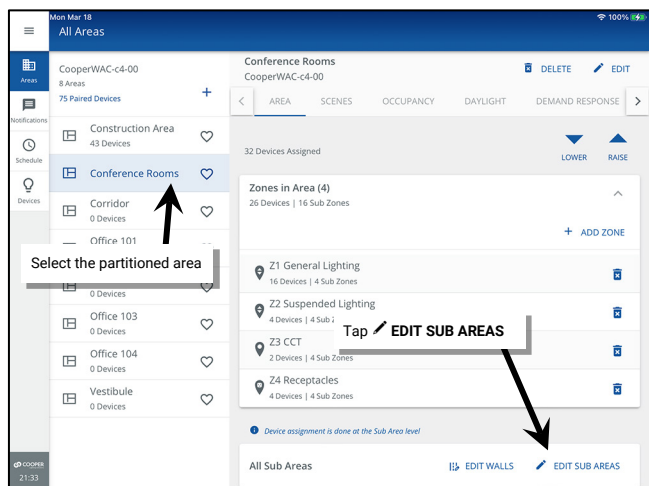 Mon Mar 18
100%
All Areas
Areas
Notifications
Schedule
Devices
COOPER
21:33
CooperWAC-c4-00
8 Areas
75 Paired Devices
+
Construction Area
43 Devices
Conference Rooms
Corridor
0 Devices
Office 101
Select the partitioned area
0 Devices
Office 103
0 Devices
Office 104
0 Devices
Vestibule
0 Devices
Conference Rooms
CooperWAC-c4-00
DELETE
EDIT
< AREA SCENES OCCUPANCY DAYLIGHT DEMAND RESPONSE >
32 Devices Assigned
LOWER RAISE
Zones in Area (4)
26 Devices | 16 Sub Zones
+ ADD ZONE
Z1 General Lighting
16 Devices | 4 Sub Zones
Z2 Suspended Lighting
4 Devices | 4 Sub
Tap EDIT SUB AREAS
Z3 CCT
2 Devices | 4 Sub Zones
Z4 Receptacles
4 Devices | 4 Sub Zones
Device assignment is done at the Sub Area level
All Sub Areas
EDIT WALLS
EDIT SUB AREAS